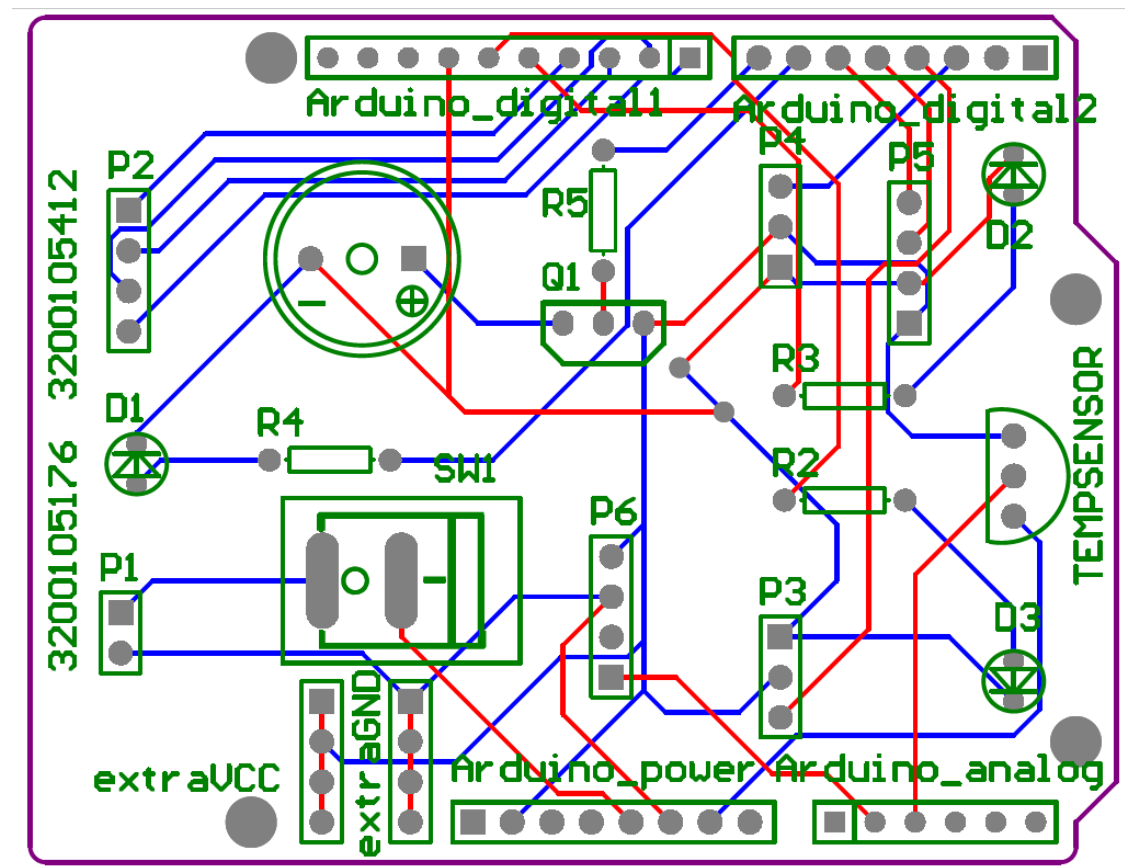 Arduino_digital1
Arduino_digital2
P2
P4
P5
R5
D2
3200105412
Q1
R3
D1
R4
TEMPSENSOR
3200105176
SW1
R2
P6
P1
P3
D3
extraVCC
extraGND
Arduino_power
Arduino_analog